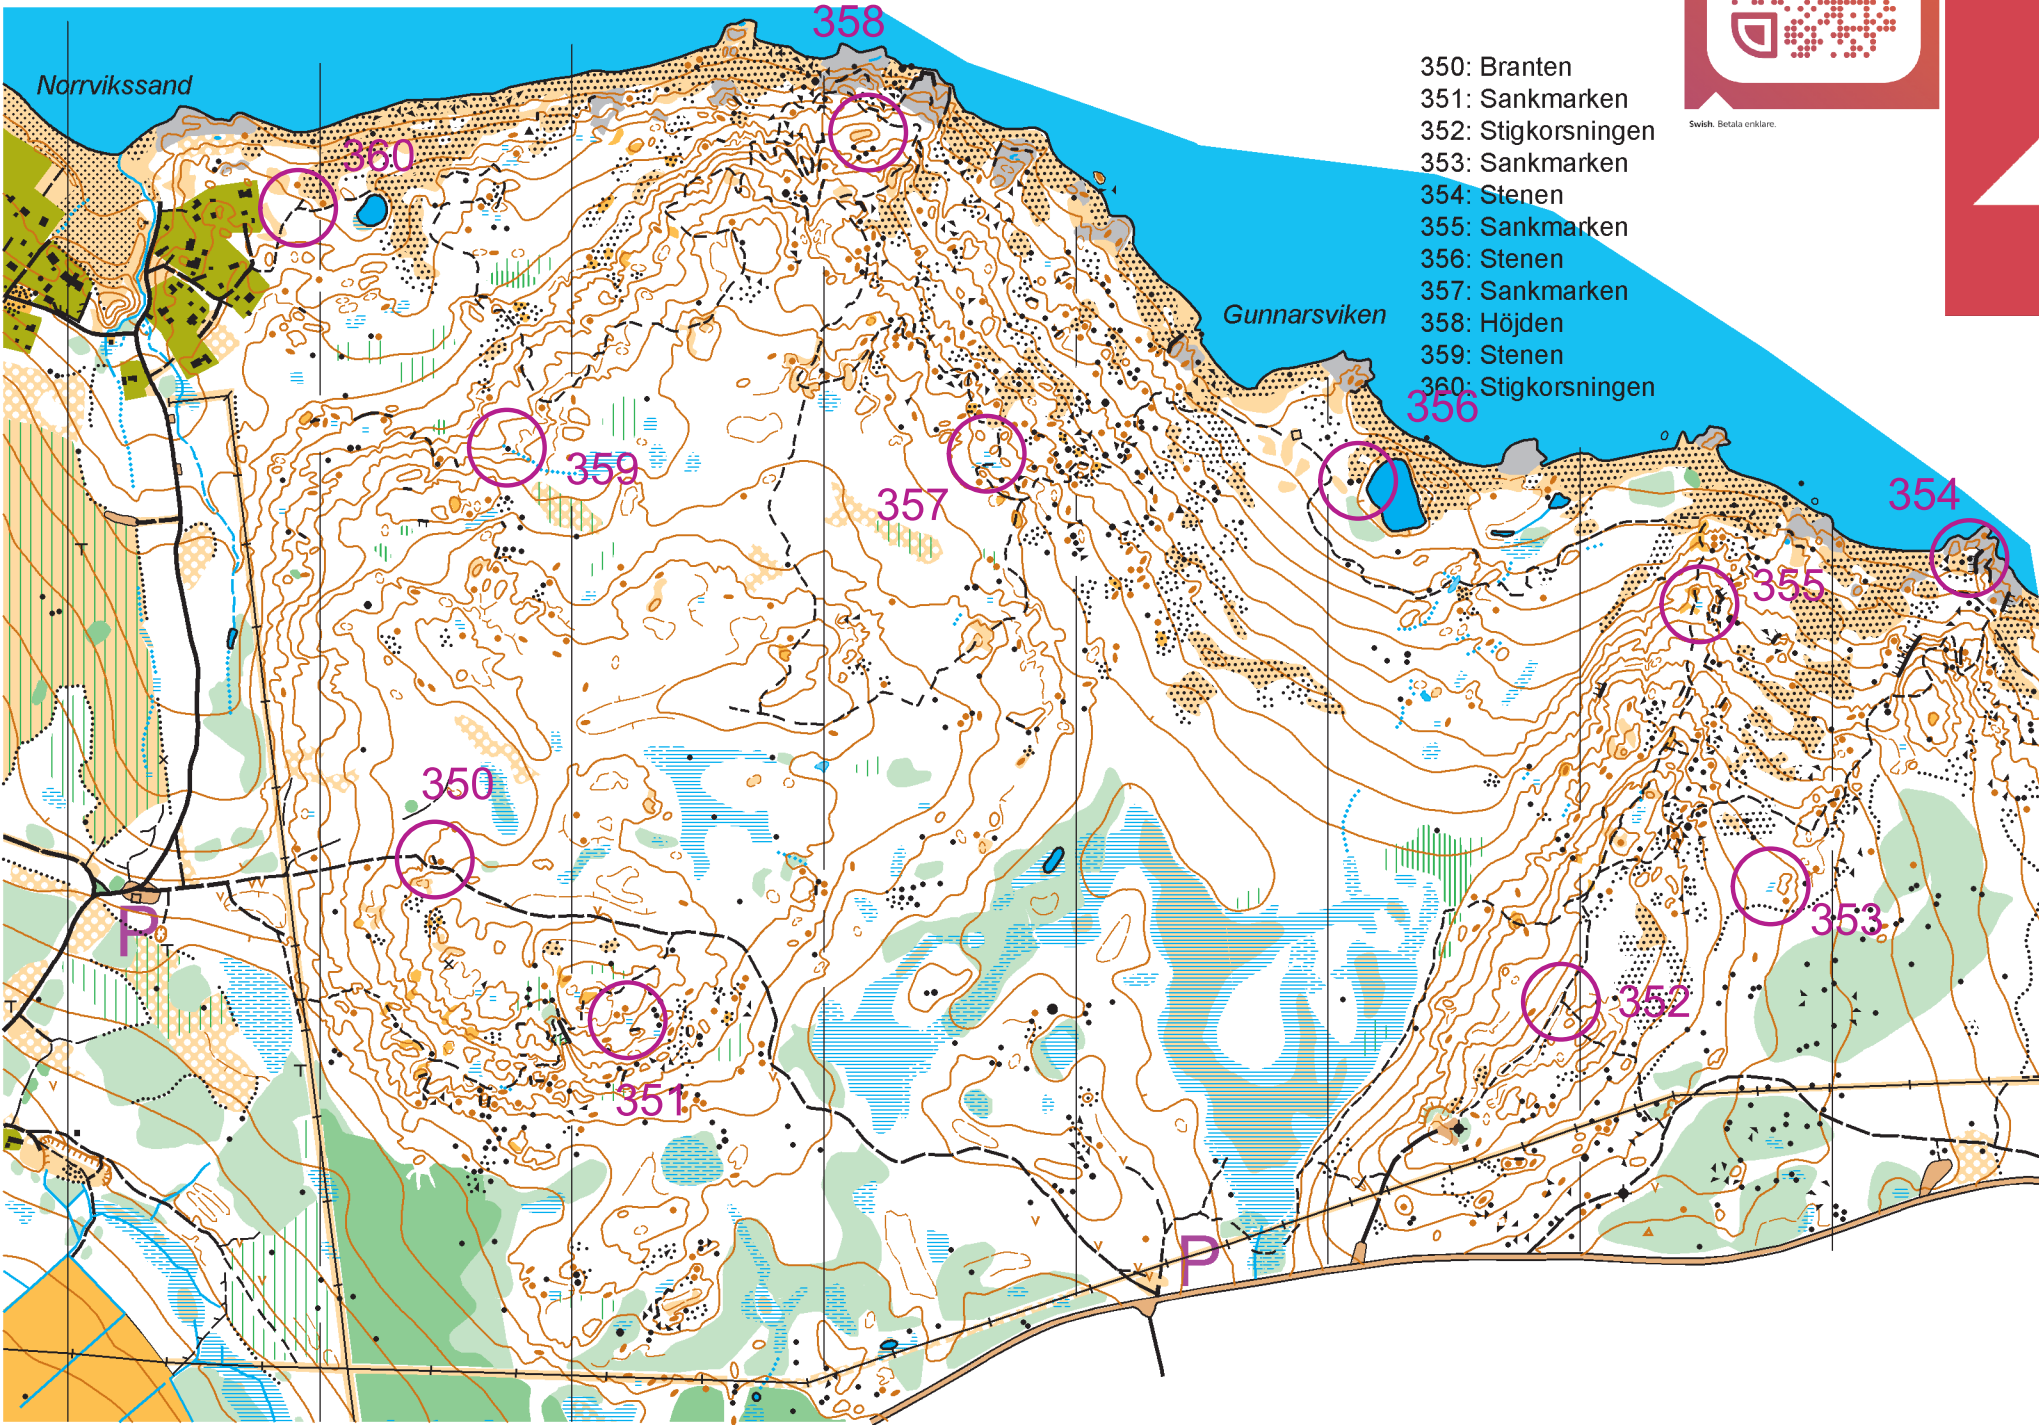 358
Norrvikssand
350: Branten
351: Sankmarken
352: Stigkorsningen
353: Sankmarken
354: Stenen
355: Sankmarken
356: Stenen
357: Sankmarken
358: Höjden
359: Stenen
360: Stigkorsningen
Swish. Betala enklare.
360
Gunnarsviken
356
359
357
354
355
350
353
P
352
351
P